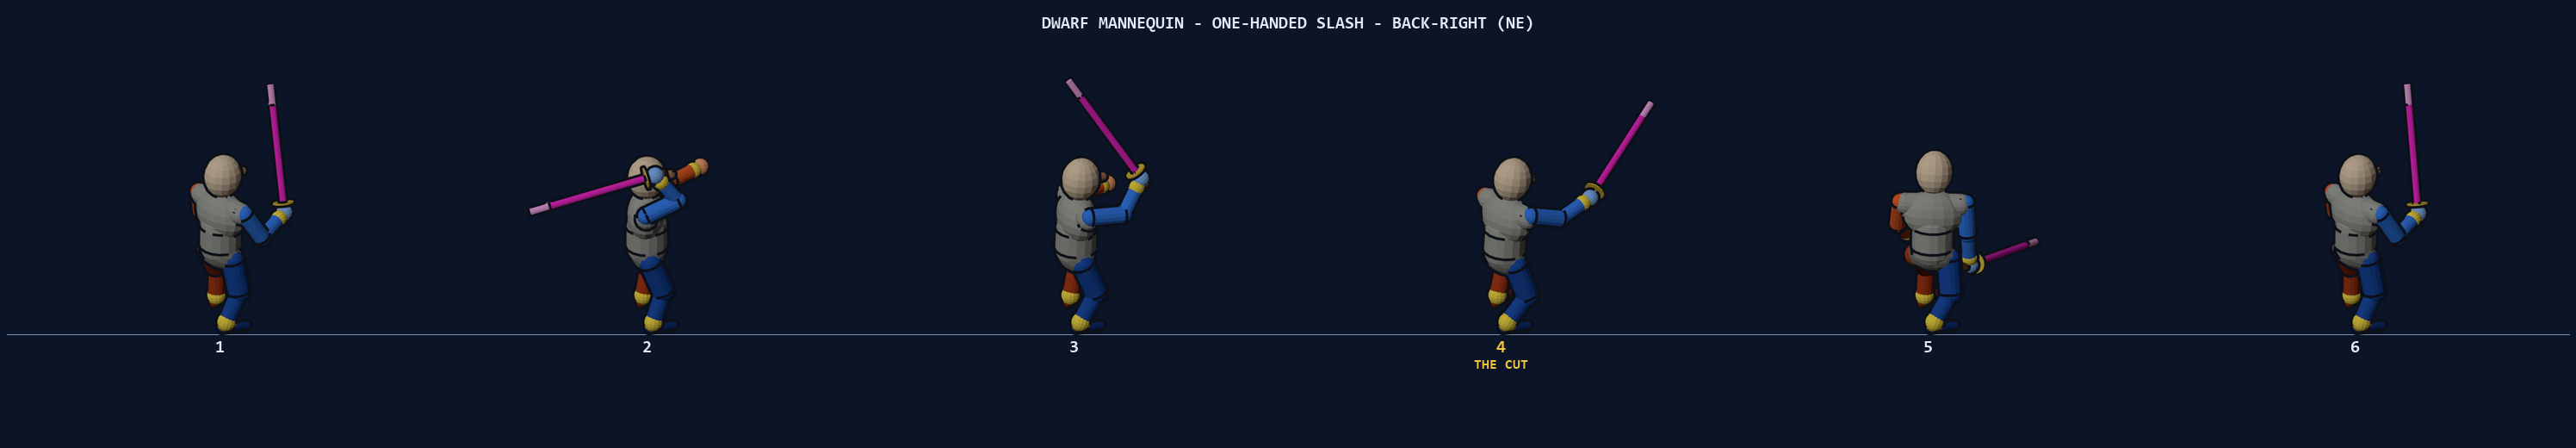 DWARF MANNEQUIN - ONE-HANDED SLASH - BACK-RIGHT (NE)
1 2 3 4 5 6
THE CUT